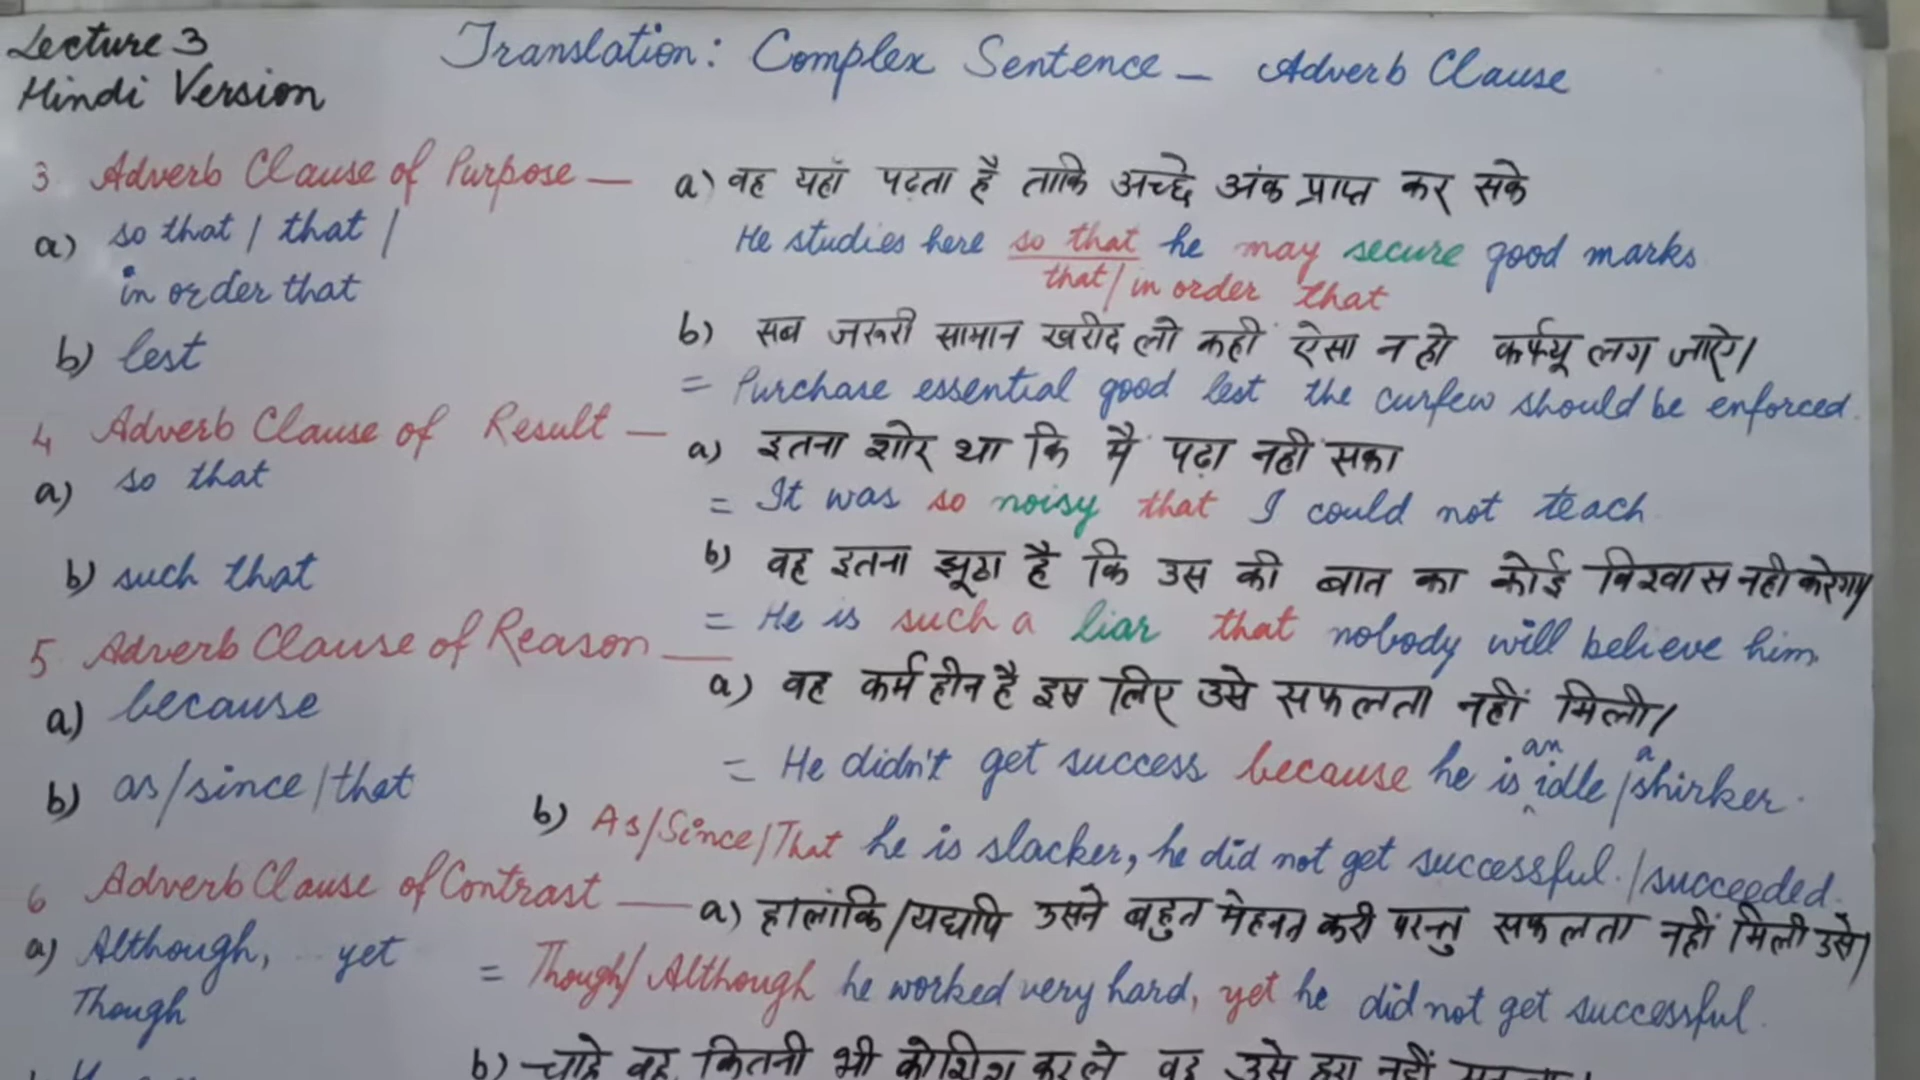 Lecture 3
Hindi Version
Translation: Complex Sentence – Adverb Clause
3. Adverb Clause of Purpose —
a) so that / that /
in order that
a) वह यहाँ पढ़ता है ताकि अच्छे अंक प्राप्त कर सके
He studies here so that he may secure good marks
that / in order that
b) lest
b) सब जरूरी सामान खरीद लो कहीं ऐसा न हो कर्फ्यू लग जाऐ।
= Purchase essential good lest the curfew should be enforced.
4 Adverb Clause of Result —
a) so that
a) इतना शोर था कि मैं पढ़ा नहीं सका
= It was so noisy that I could not teach
b) such that
b) वह इतना झूठा है कि उस की बात का कोई विश्वास नही करेगा
= He is such a liar that nobody will believe him.
5 Adverb Clause of Reason —
a) because
a) वह कर्म हीन है इस लिए उसे सफलता नहीं मिली।
= He didn't get success because he is an idle / a shirker.
b) as/since/that
b) As/Since/That he is slacker, he did not get successful. / succeeded.
6 Adverb Clause of Contrast —
a) Although, yet
Though
a) हालांकि/यद्यपि उसने बहुत मेहनत करी परन्तु सफलता नहीं मिली उसे।
= Though/Although he worked very hard, yet he did not get successful.
b) चाहे वह कितनी भी कोशिश कर ले वह उसे हरा नहीं